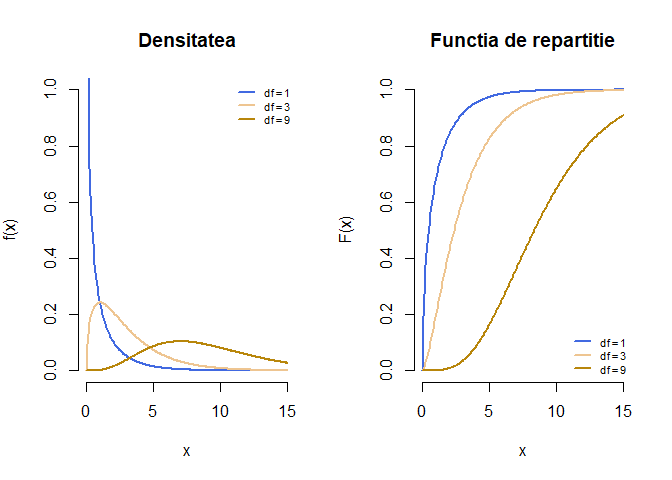 Densitatea
f(x)
1.0
0.8
0.6
0.4
0.2
0.0
df=1
df=3
df=9
0 5 10 15
x
Functia de repartitie
F(x)
1.0
0.8
0.6
0.4
0.2
0.0
df=1
df=3
df=9
0 5 10 15
x